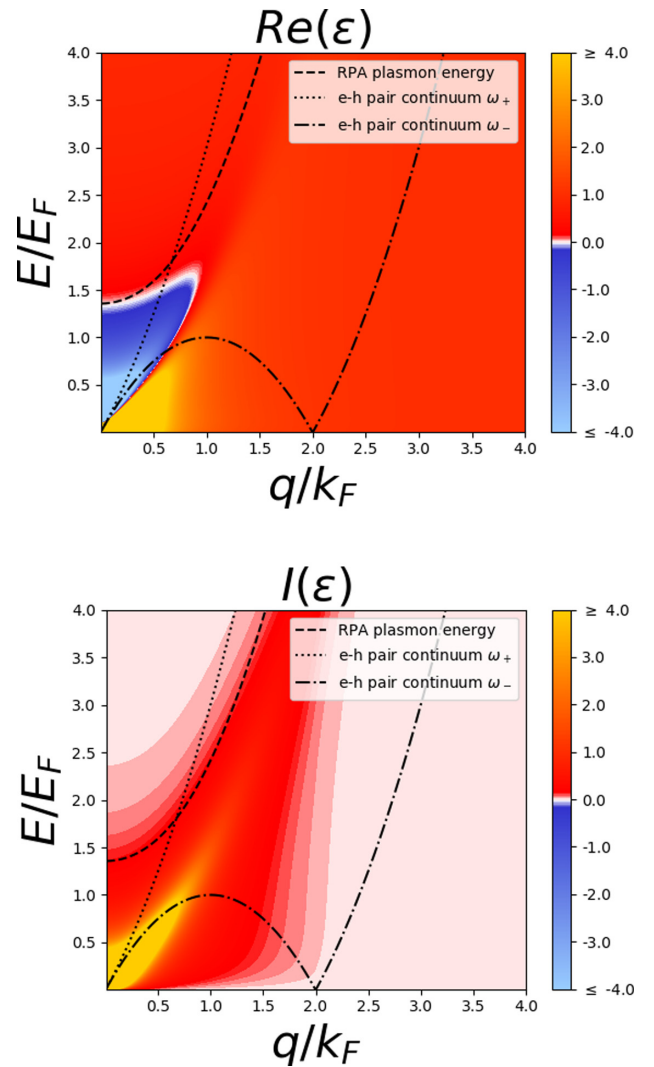 Re(ε)
RPA plasmon energy
e-h pair continuum ω₊
e-h pair continuum ω₋
4.0
3.5
3.0
2.5
2.0
1.5
1.0
0.5
E/E_F
0.5 1.0 1.5 2.0 2.5 3.0 3.5 4.0
q/k_F
≥ 4.0
3.0
2.0
1.0
0.0
-1.0
-2.0
-3.0
≤ -4.0
I(ε)
RPA plasmon energy
e-h pair continuum ω₊
e-h pair continuum ω₋
4.0
3.5
3.0
2.5
2.0
1.5
1.0
0.5
E/E_F
0.5 1.0 1.5 2.0 2.5 3.0 3.5 4.0
q/k_F
≥ 4.0
3.0
2.0
1.0
0.0
-1.0
-2.0
-3.0
≤ -4.0